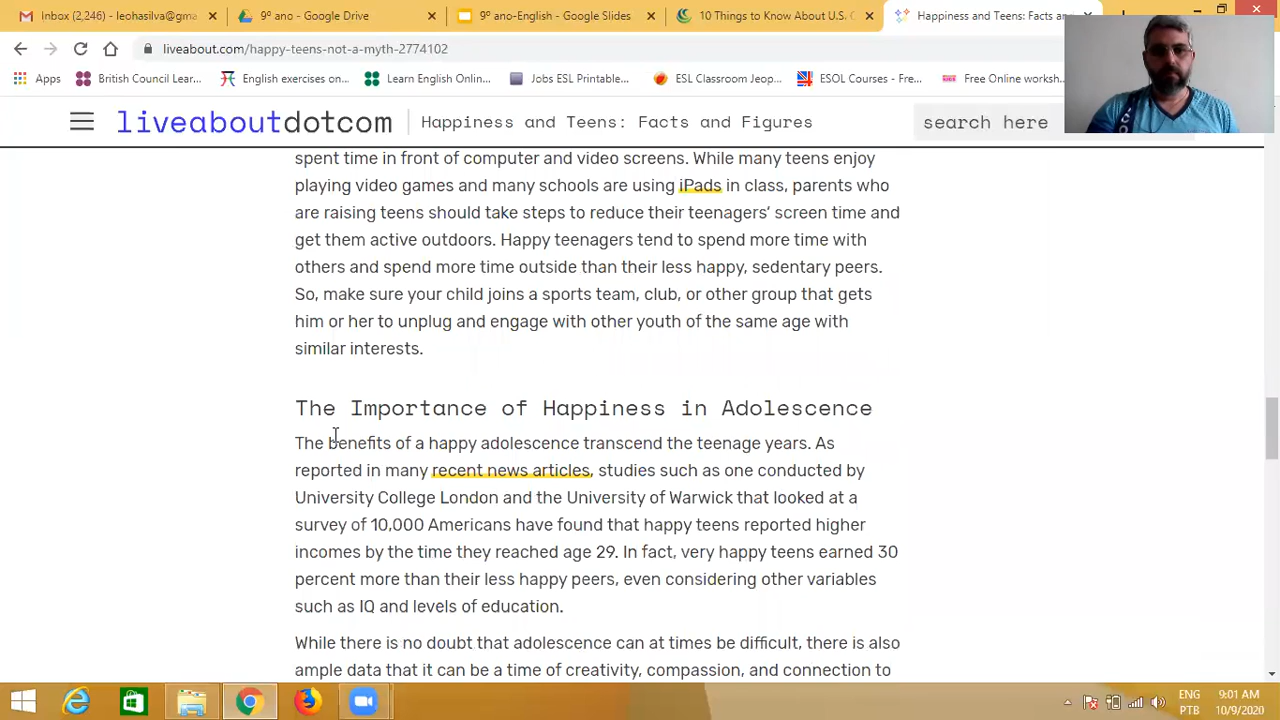 Inbox (2,246) - leohasilva@gma
9º ano - Google Drive
9º ano-English - Google Slides
10 Things to Know About U.S. C
Happiness and Teens: Facts an
liveabout.com/happy-teens-not-a-myth-2774102
Apps
British Council Lear...
English exercises on...
Learn English Onlin...
Jobs ESL Printable...
ESL Classroom Jeop...
ESOL Courses - Fre...
Free Online worksh...
liveaboutdotcom
Happiness and Teens: Facts and Figures
search here
spent time in front of computer and video screens. While many teens enjoy
playing video games and many schools are using iPads in class, parents who
are raising teens should take steps to reduce their teenagers’ screen time and
get them active outdoors. Happy teenagers tend to spend more time with
others and spend more time outside than their less happy, sedentary peers.
So, make sure your child joins a sports team, club, or other group that gets
him or her to unplug and engage with other youth of the same age with
similar interests.
The Importance of Happiness in Adolescence
The benefits of a happy adolescence transcend the teenage years. As
reported in many recent news articles, studies such as one conducted by
University College London and the University of Warwick that looked at a
survey of 10,000 Americans have found that happy teens reported higher
incomes by the time they reached age 29. In fact, very happy teens earned 30
percent more than their less happy peers, even considering other variables
such as IQ and levels of education.
While there is no doubt that adolescence can at times be difficult, there is also
ample data that it can be a time of creativity, compassion, and connection to
ENG
PTB
9:01 AM
10/9/2020